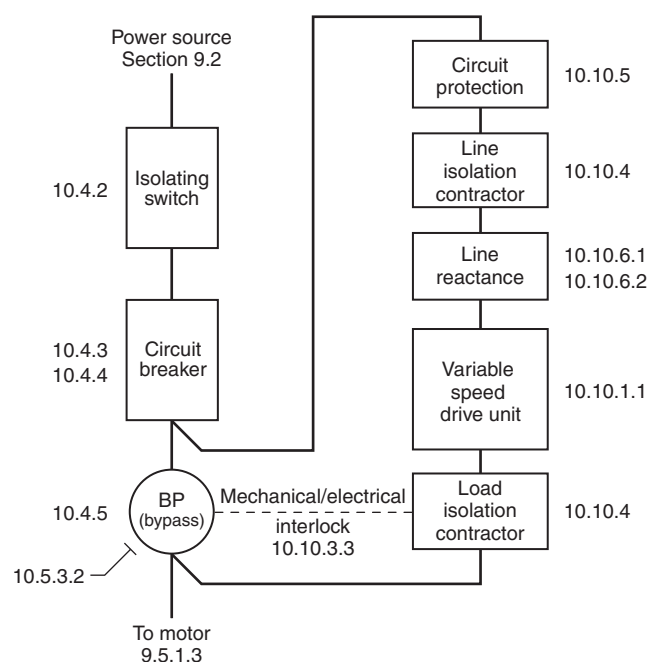 Power source
Section 9.2
10.4.2
Isolating
switch
10.4.3
10.4.4
Circuit
breaker
10.4.5
BP
(bypass)
10.5.3.2
To motor
9.5.1.3
Mechanical/electrical
interlock
10.10.3.3
Circuit
protection
10.10.5
Line
isolation
contractor
10.10.4
Line
reactance
10.10.6.1
10.10.6.2
Variable
speed
drive unit
10.10.1.1
Load
isolation
contractor
10.10.4